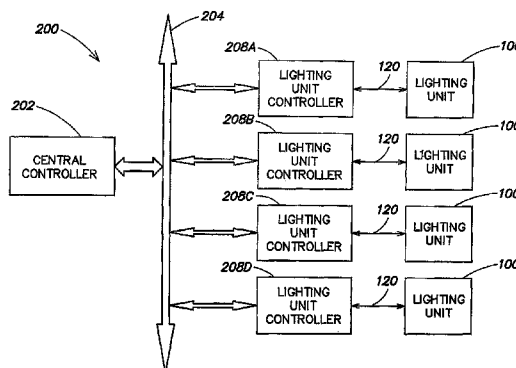 200
204
202
CENTRAL
CONTROLLER
208A
LIGHTING
UNIT
CONTROLLER
120
100
LIGHTING
UNIT
208B
LIGHTING
UNIT
CONTROLLER
120
100
LIGHTING
UNIT
208C
LIGHTING
UNIT
CONTROLLER
120
100
LIGHTING
UNIT
208D
LIGHTING
UNIT
CONTROLLER
120
100
LIGHTING
UNIT